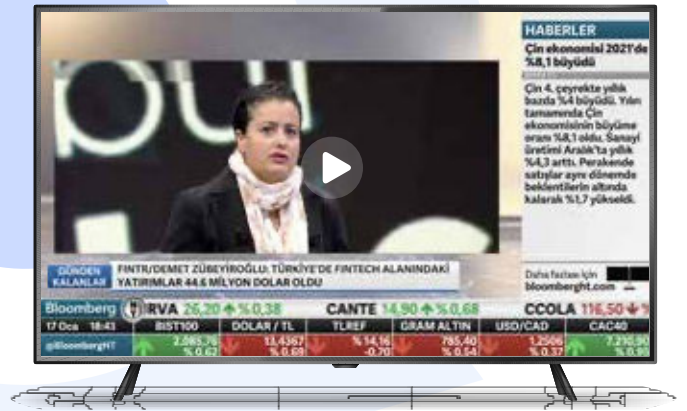 HABERLER
Çin ekonomisi 2021'de
%8,1 büyüdü
Çin 4. çeyrekte yıllık
bazda %4 büyüdü. Yılın
tamamında Çin
ekonomisinin büyüme
oranı %8,1 oldu. Sanayi
üretimi Aralık'ta yıllık
%4,3 arttı. Perakende
satışlar aynı dönemde
beklentilerin altında
kalarak %1,7 yükseldi.
Daha fazlası için
bloomberght.com
GÜNDEN
KALANLAR
FINTR/DEMET ZÜBEYİROĞLU: TÜRKİYE'DE FINTECH ALANINDAKİ
YATIRIMLAR 44.6 MİLYON DOLAR OLDU
Bloomberg HT RVA 26,20 %0,38 CANTE 14,90 %0,68 CCOLA 116,50
17 Oca 18:43 BIST100 DOLAR / TL TLREF GRAM ALTIN USD/CAD CAC40
@BloombergHT 2.085,76 13,4367 %14,16 785,40 1,2506 7.210,90
%0.62 %0.69 -0.70 %0.54 %0.37